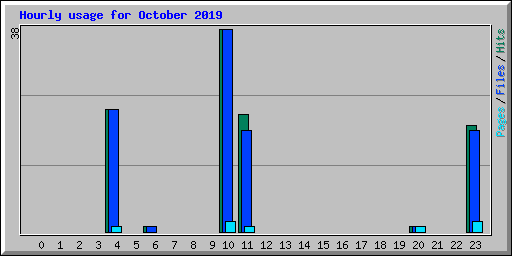 Hourly usage for October 2019
38
Pages / Files / Hits
0 1 2 3 4 5 6 7 8 9 10 11 12 13 14 15 16 17 18 19 20 21 22 23